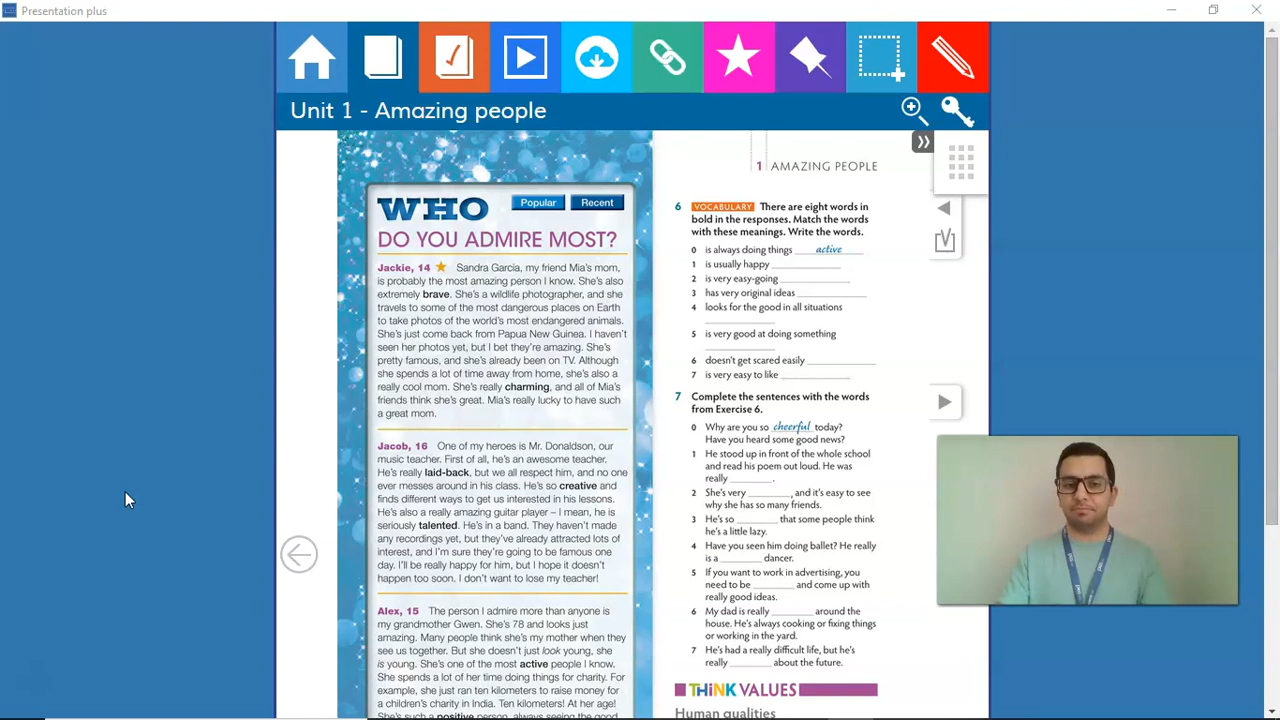 Presentation plus
Unit 1 - Amazing people
WHO
Popular
Recent
DO YOU ADMIRE MOST?
Jackie, 14 Sandra Garcia, my friend Mia's mom,
is probably the most amazing person I know. She's also
extremely brave. She's a wildlife photographer, and she
travels to some of the most dangerous places on Earth
to take photos of the world's most endangered animals.
She's just come back from Papua New Guinea. I haven't
seen her photos yet, but I bet they're amazing. She's
pretty famous, and she's already been on TV. Although
she spends a lot of time away from home, she's also a
really cool mom. She's really charming, and all of Mia's
friends think she's great. Mia's really lucky to have such
a great mom.
Jacob, 16 One of my heroes is Mr. Donaldson, our
music teacher. First of all, he's an awesome teacher.
He's really laid-back, but we all respect him, and no one
ever messes around in his class. He's so creative and
finds different ways to get us interested in his lessons.
He's also a really amazing guitar player – I mean, he is
seriously talented. He's in a band. They haven't made
any recordings yet, but they've already attracted lots of
interest, and I'm sure they're going to be famous one
day. I'll be really happy for him, but I hope it doesn't
happen too soon. I don't want to lose my teacher!
Alex, 15 The person I admire more than anyone is
my grandmother Gwen. She's 78 and looks just
amazing. Many people think she's my mother when they
see us together. But she doesn't just look young, she
is young. She's one of the most active people I know.
She spends a lot of her time doing things for charity. For
example, she just ran ten kilometers to raise money for
a children's charity in India. Ten kilometers! At her age!
She's such a positive person, always seeing the good
1 AMAZING PEOPLE
6 VOCABULARY There are eight words in
bold in the responses. Match the words
with these meanings. Write the words.
0 is always doing things active
1 is usually happy
2 is very easy-going
3 has very original ideas
4 looks for the good in all situations
5 is very good at doing something
6 doesn't get scared easily
7 is very easy to like
7 Complete the sentences with the words
from Exercise 6.
0 Why are you so cheerful today?
Have you heard some good news?
1 He stood up in front of the whole school
and read his poem out loud. He was
really ________.
2 She's very ________, and it's easy to see
why she has so many friends.
3 He's so ________ that some people think
he's a little lazy.
4 Have you seen him doing ballet? He really
is a ________ dancer.
5 If you want to work in advertising, you
need to be ________ and come up with
really good ideas.
6 My dad is really ________ around the
house. He's always cooking or fixing things
or working in the yard.
7 He's had a really difficult life, but he's
really ________ about the future.
THiNK VALUES
Human qualities